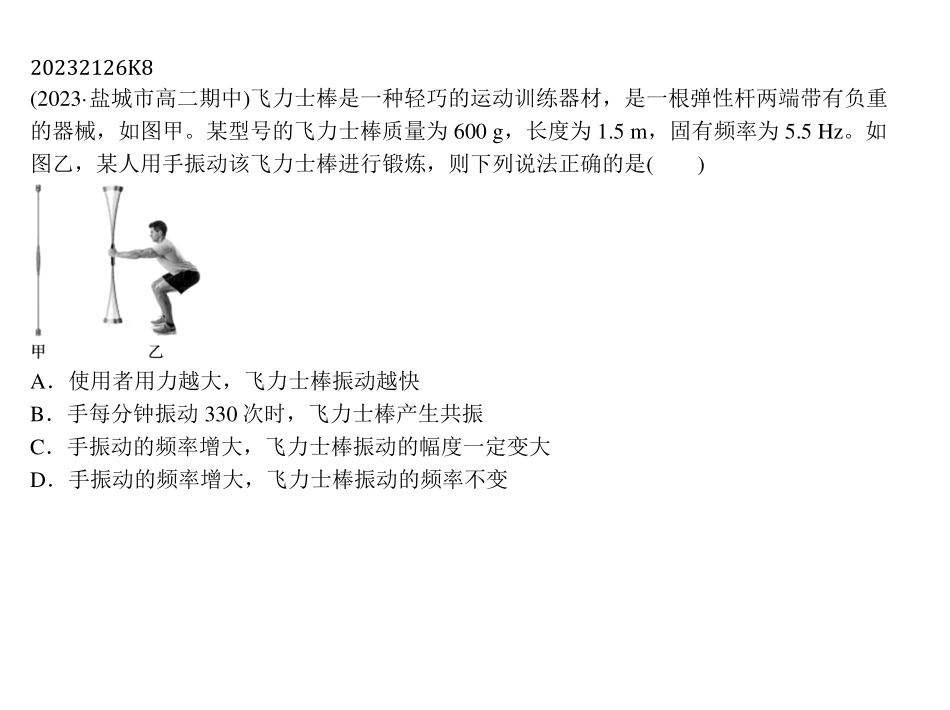 20232126K8
(2023·盐城市高二期中)飞力士棒是一种轻巧的运动训练器材，是一根弹性杆两端带有负重
的器械，如图甲。某型号的飞力士棒质量为 600 g，长度为 1.5 m，固有频率为 5.5 Hz。如
图乙，某人用手振动该飞力士棒进行锻炼，则下列说法正确的是(　　)
甲 乙
A．使用者用力越大，飞力士棒振动越快
B．手每分钟振动 330 次时，飞力士棒产生共振
C．手振动的频率增大，飞力士棒振动的幅度一定变大
D．手振动的频率增大，飞力士棒振动的频率不变